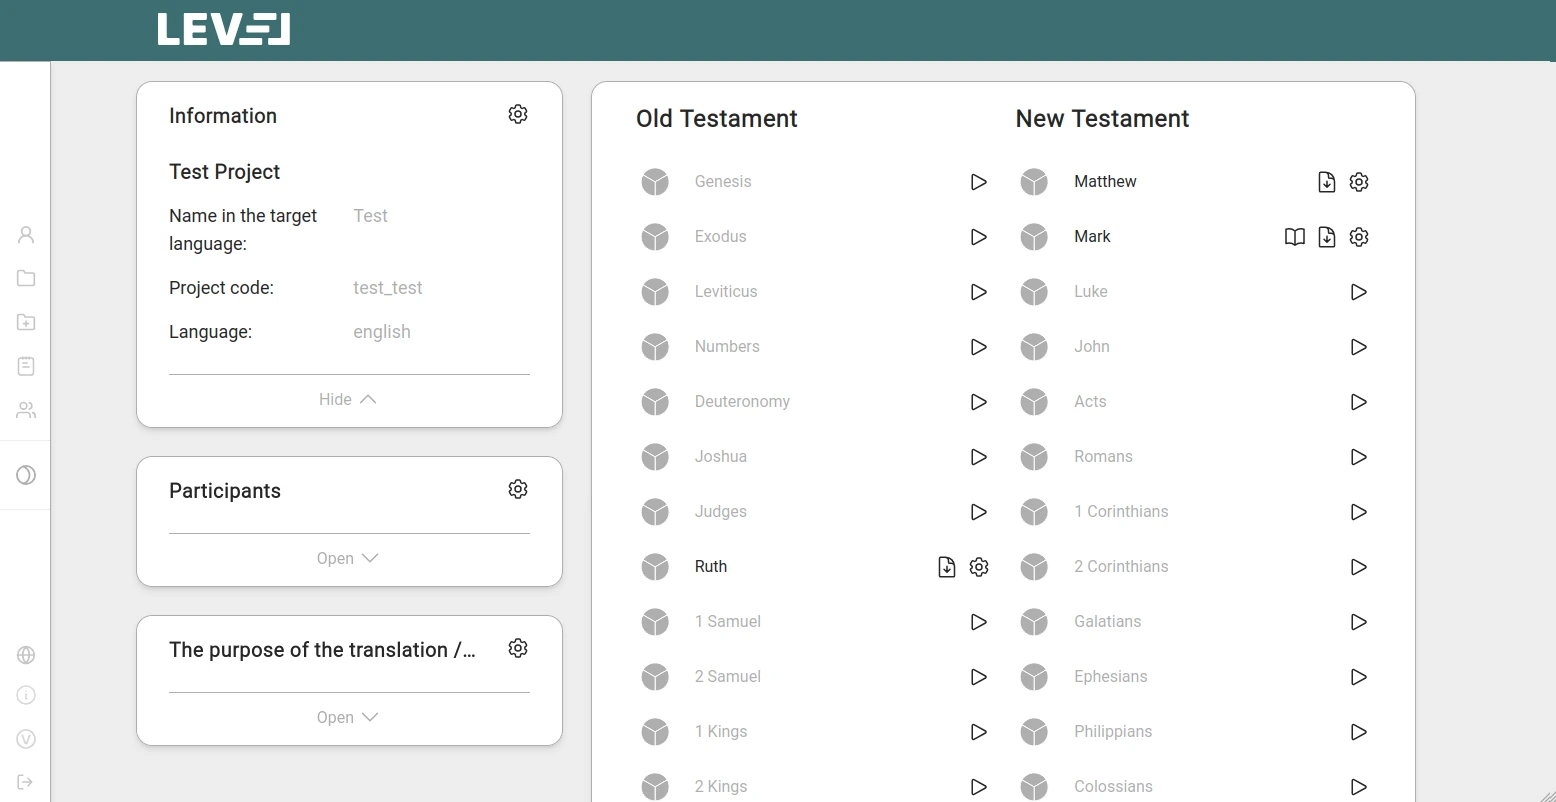 LEVEL
Information
Test Project
Name in the target language:
Test
Project code:
test_test
Language:
english
Hide
Participants
Open
The purpose of the translation /...
Open
Old Testament
Genesis
Exodus
Leviticus
Numbers
Deuteronomy
Joshua
Judges
Ruth
1 Samuel
2 Samuel
1 Kings
2 Kings
New Testament
Matthew
Mark
Luke
John
Acts
Romans
1 Corinthians
2 Corinthians
Galatians
Ephesians
Philippians
Colossians